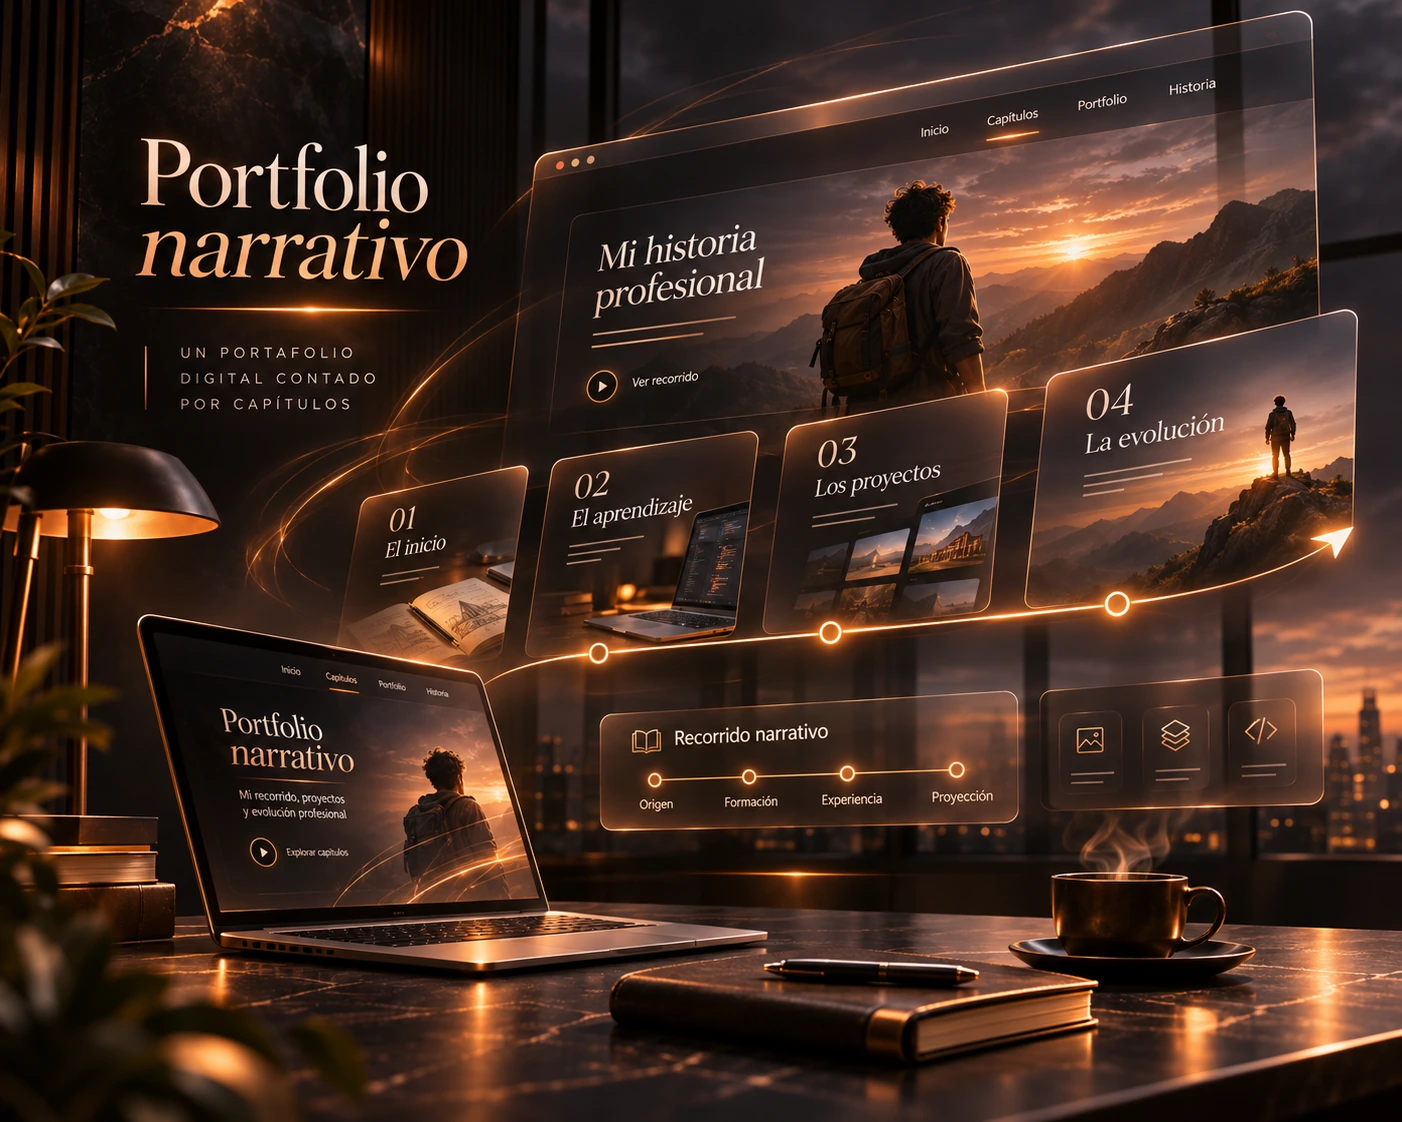 Portfolio
narrativo
UN PORTAFOLIO
DIGITAL CONTADO
POR CAPÍTULOS
Inicio
Capítulos
Portfolio
Historia
Mi historia
profesional
Ver recorrido
01
El inicio
02
El aprendizaje
03
Los proyectos
04
La evolución
Inicio
Capítulos
Portfolio
Historia
Portfolio
narrativo
Mi recorrido, proyectos
y evolución profesional
Explorar capítulos
Recorrido narrativo
Origen
Formación
Experiencia
Proyección